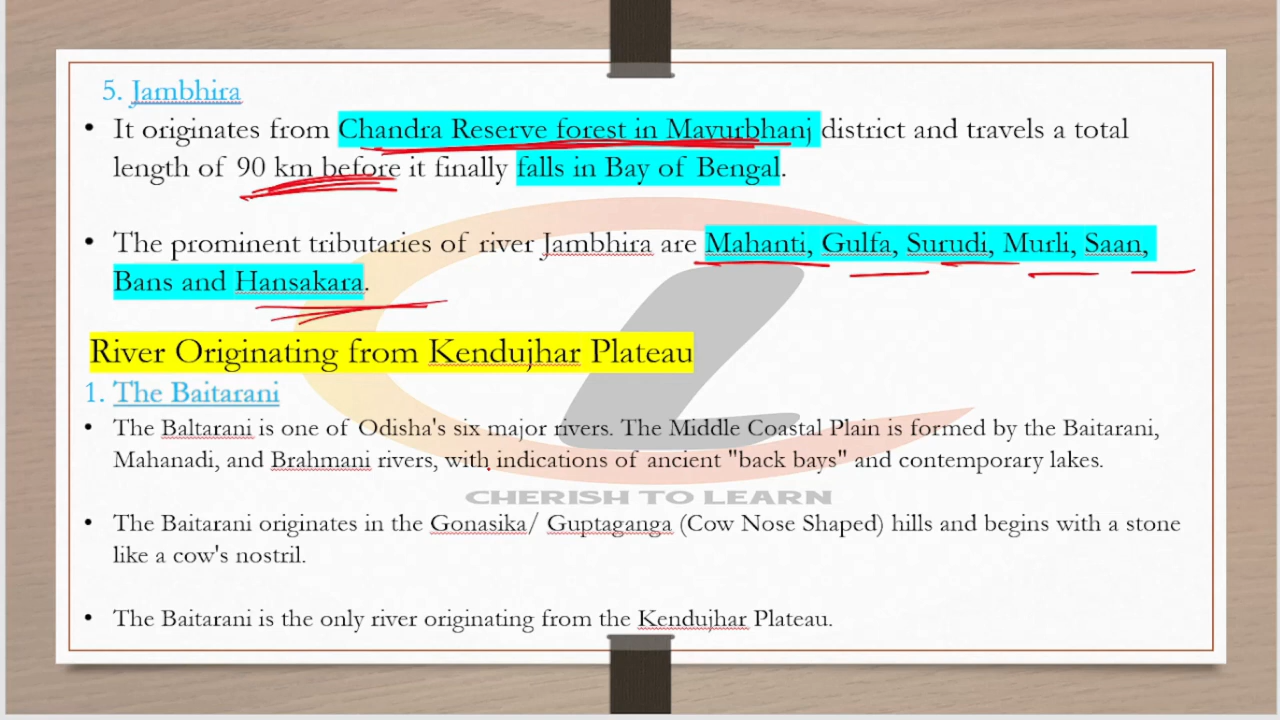 5. Jambhira
• It originates from Chandra Reserve forest in Mayurbhanj district and travels a total
length of 90 km before it finally falls in Bay of Bengal.
• The prominent tributaries of river Jambhira are Mahanti, Gulfa, Surudi, Murli, Saan,
Bans and Hansakara.
River Originating from Kendujhar Plateau
1. The Baitarani
• The Baltarani is one of Odisha's six major rivers. The Middle Coastal Plain is formed by the Baitarani,
Mahanadi, and Brahmani rivers, with indications of ancient "back bays" and contemporary lakes.
CHERISH TO LEARN
• The Baitarani originates in the Gonasika/ Guptaganga (Cow Nose Shaped) hills and begins with a stone
like a cow's nostril.
• The Baitarani is the only river originating from the Kendujhar Plateau.